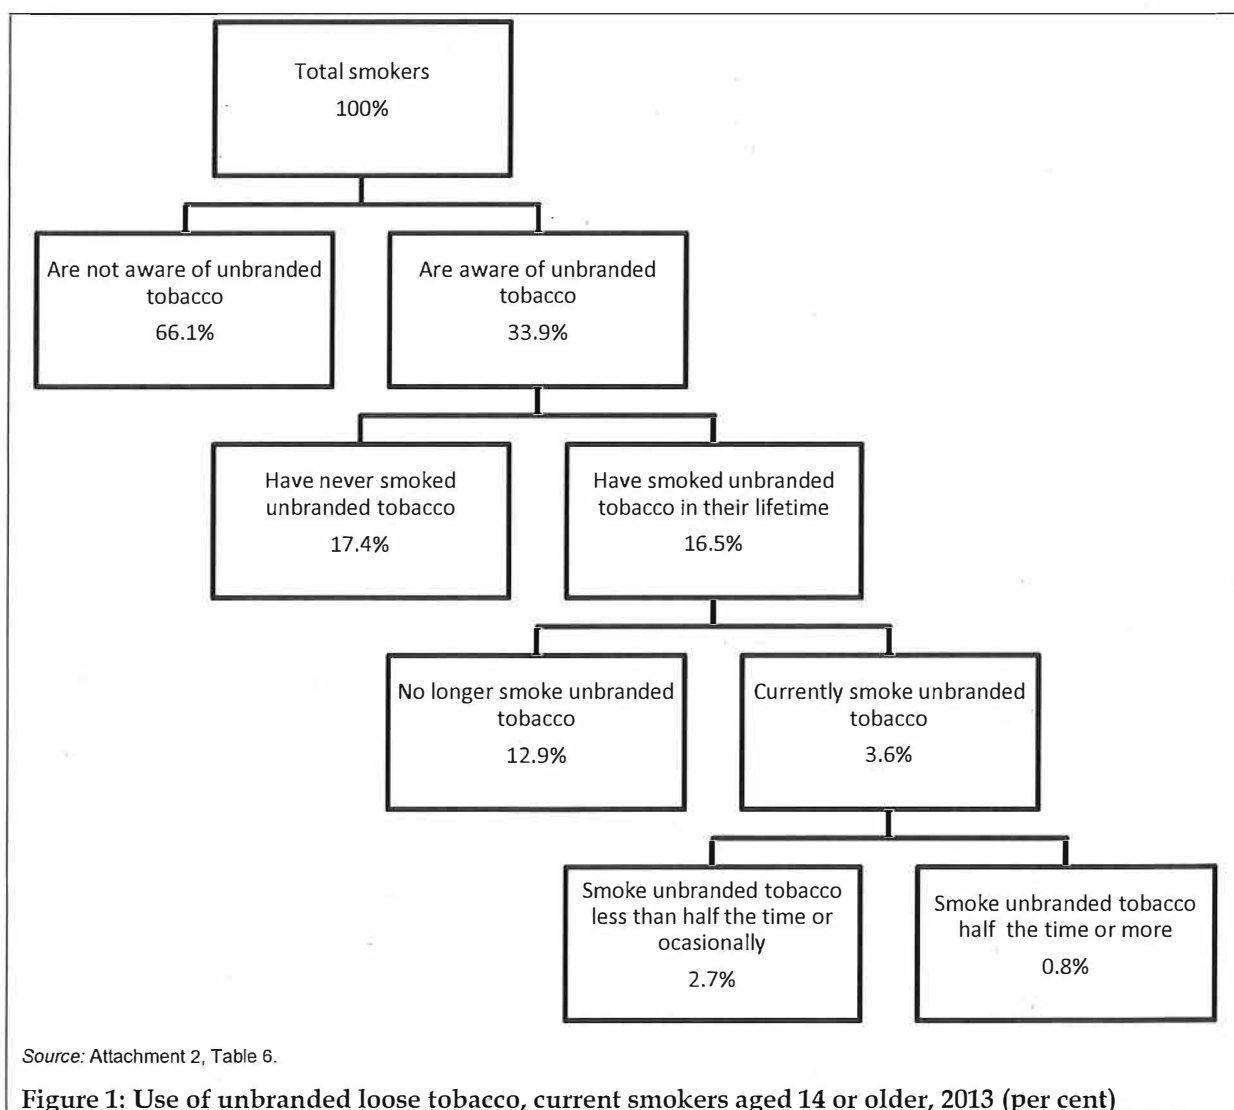 Total smokers
100%
Are not aware of unbranded
tobacco
66.1%
Are aware of unbranded
tobacco
33.9%
Have never smoked
unbranded tobacco
17.4%
Have smoked unbranded
tobacco in their lifetime
16.5%
No longer smoke unbranded
tobacco
12.9%
Currently smoke unbranded
tobacco
3.6%
Smoke unbranded tobacco
less than half the time or
ocasionally
2.7%
Smoke unbranded tobacco
half the time or more
0.8%
Source: Attachment 2, Table 6.
Figure 1: Use of unbranded loose tobacco, current smokers aged 14 or older, 2013 (per cent)